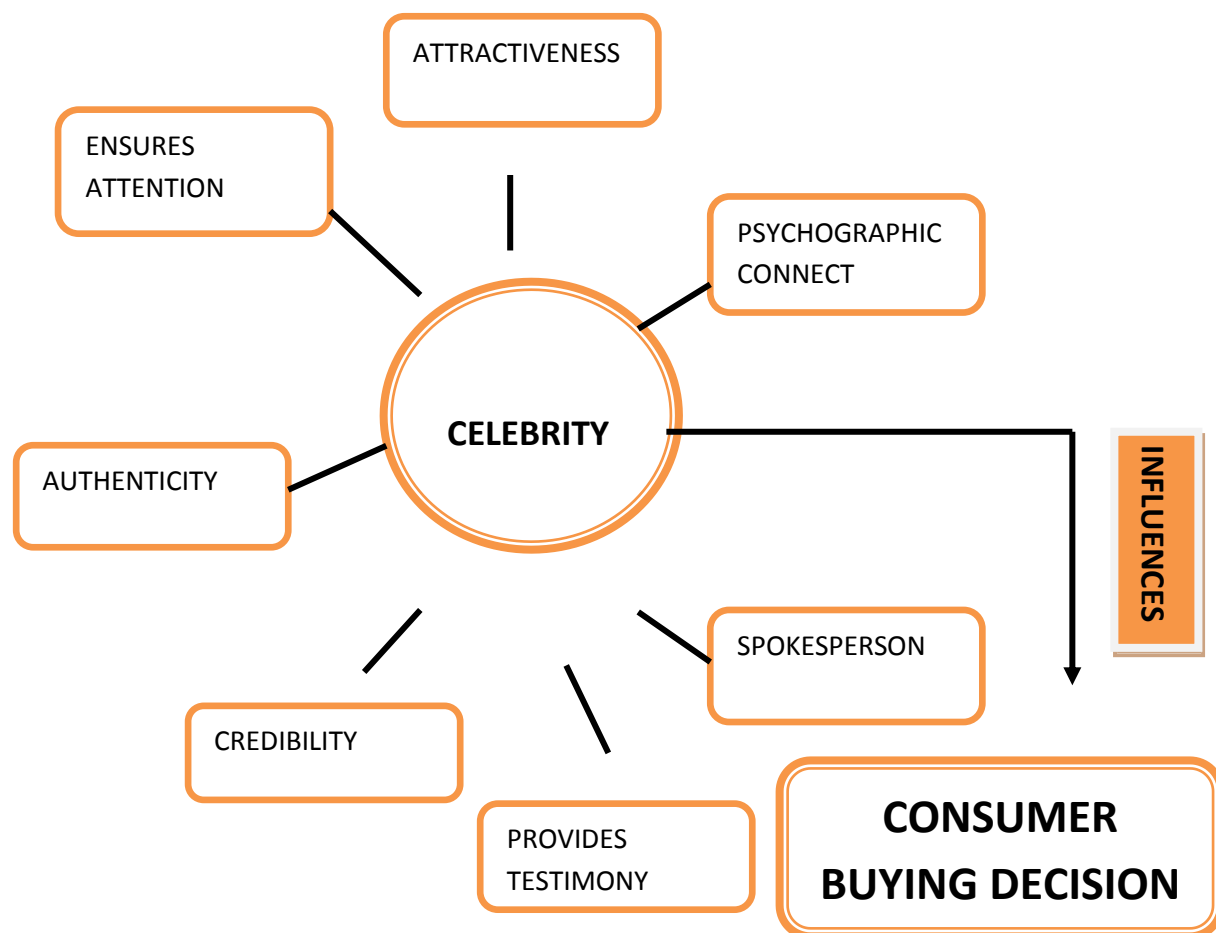 ATTRACTIVENESS
ENSURES
ATTENTION
PSYCHOGRAPHIC
CONNECT
CELEBRITY
AUTHENTICITY
INFLUENCES
SPOKESPERSON
CREDIBILITY
PROVIDES
TESTIMONY
CONSUMER
BUYING DECISION